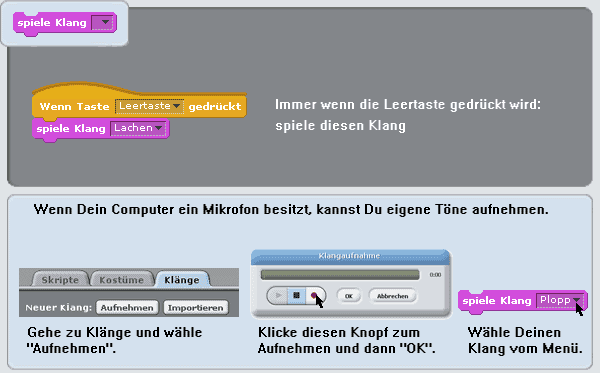 spiele Klang
Wenn Taste Leertaste gedrückt
spiele Klang Lachen
Immer wenn die Leertaste gedrückt wird:
spiele diesen Klang
Wenn Dein Computer ein Mikrofon besitzt, kannst Du eigene Töne aufnehmen.
Skripte Kostüme Klänge
Neuer Klang: Aufnehmen Importieren
Gehe zu Klänge und wähle
"Aufnehmen".
Klangaufnahme
0:00
OK Abbrechen
Klicke diesen Knopf zum
Aufnehmen und dann "OK".
spiele Klang Plopp
Wähle Deinen
Klang vom Menü.